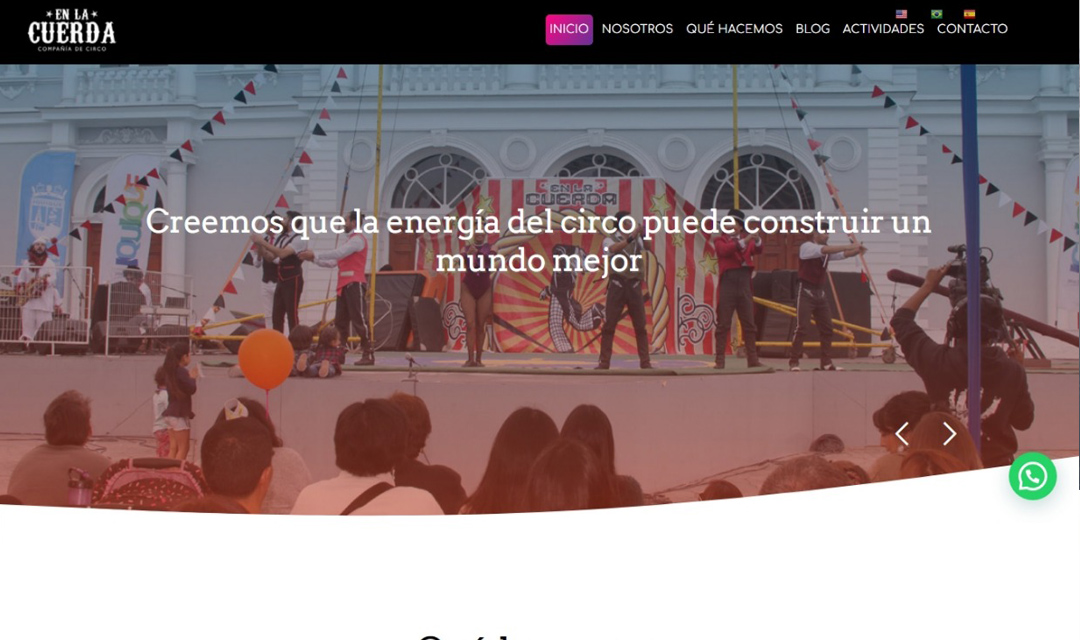 EN LA
CUERDA
COMPAÑÍA DE CIRCO
INICIO
NOSOTROS
QUÉ HACEMOS
BLOG
ACTIVIDADES
CONTACTO
EN LA
CUERDA
Creemos que la energía del circo puede construir un
mundo mejor